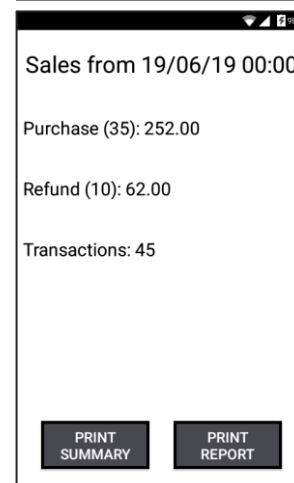 Sales from 19/06/19 00:00
Purchase (35): 252.00
Refund (10): 62.00
Transactions: 45
PRINT
SUMMARY
PRINT
REPORT